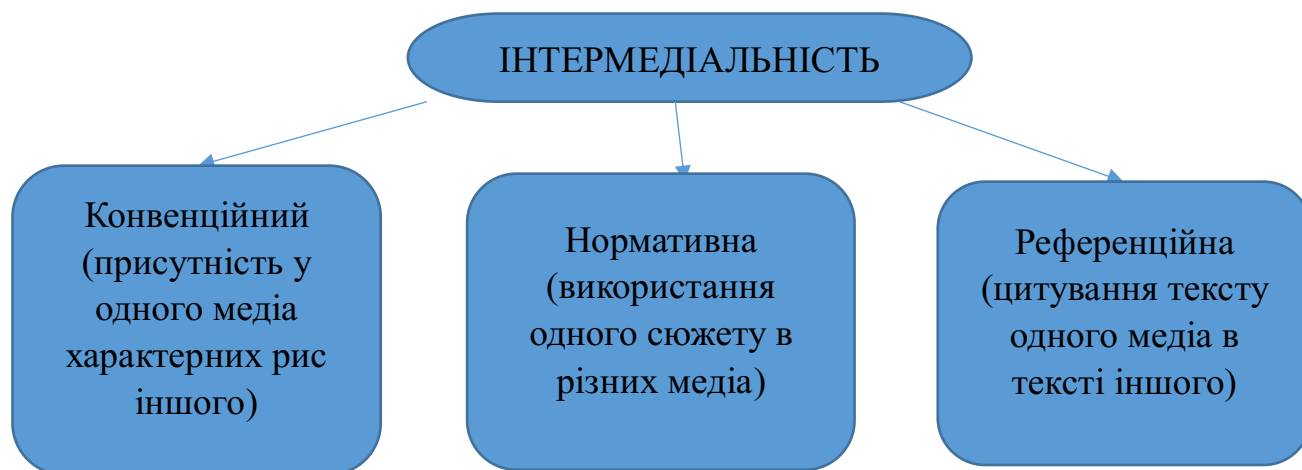 ІНТЕРМЕДІАЛЬНІСТЬ
Конвенційний
(присутність у
одного медіа
характерних рис
іншого)
Нормативна
(використання
одного сюжету в
різних медіа)
Референційна
(цитування тексту
одного медіа в
тексті іншого)